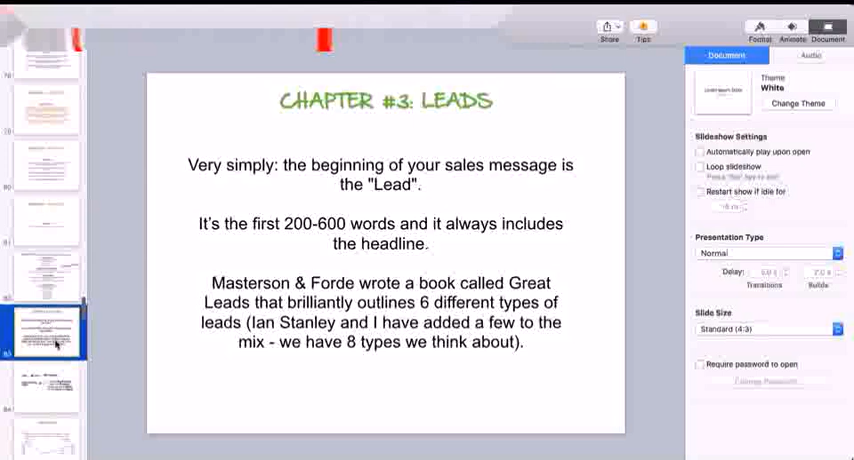 Share
Tips
Format
Animate
Document
CHAPTER #3: LEADS
Very simply: the beginning of your sales message is
the "Lead".
It's the first 200-600 words and it always includes
the headline.
Masterson & Forde wrote a book called Great
Leads that brilliantly outlines 6 different types of
leads (Ian Stanley and I have added a few to the
mix - we have 8 types we think about).
Document
Audio
Theme
White
Change Theme
Slideshow Settings
Automatically play upon open
Loop slideshow
Restart show if idle for
Presentation Type
Normal
Delay:
Transitions
Builds
Slide Size
Standard (4:3)
Require password to open